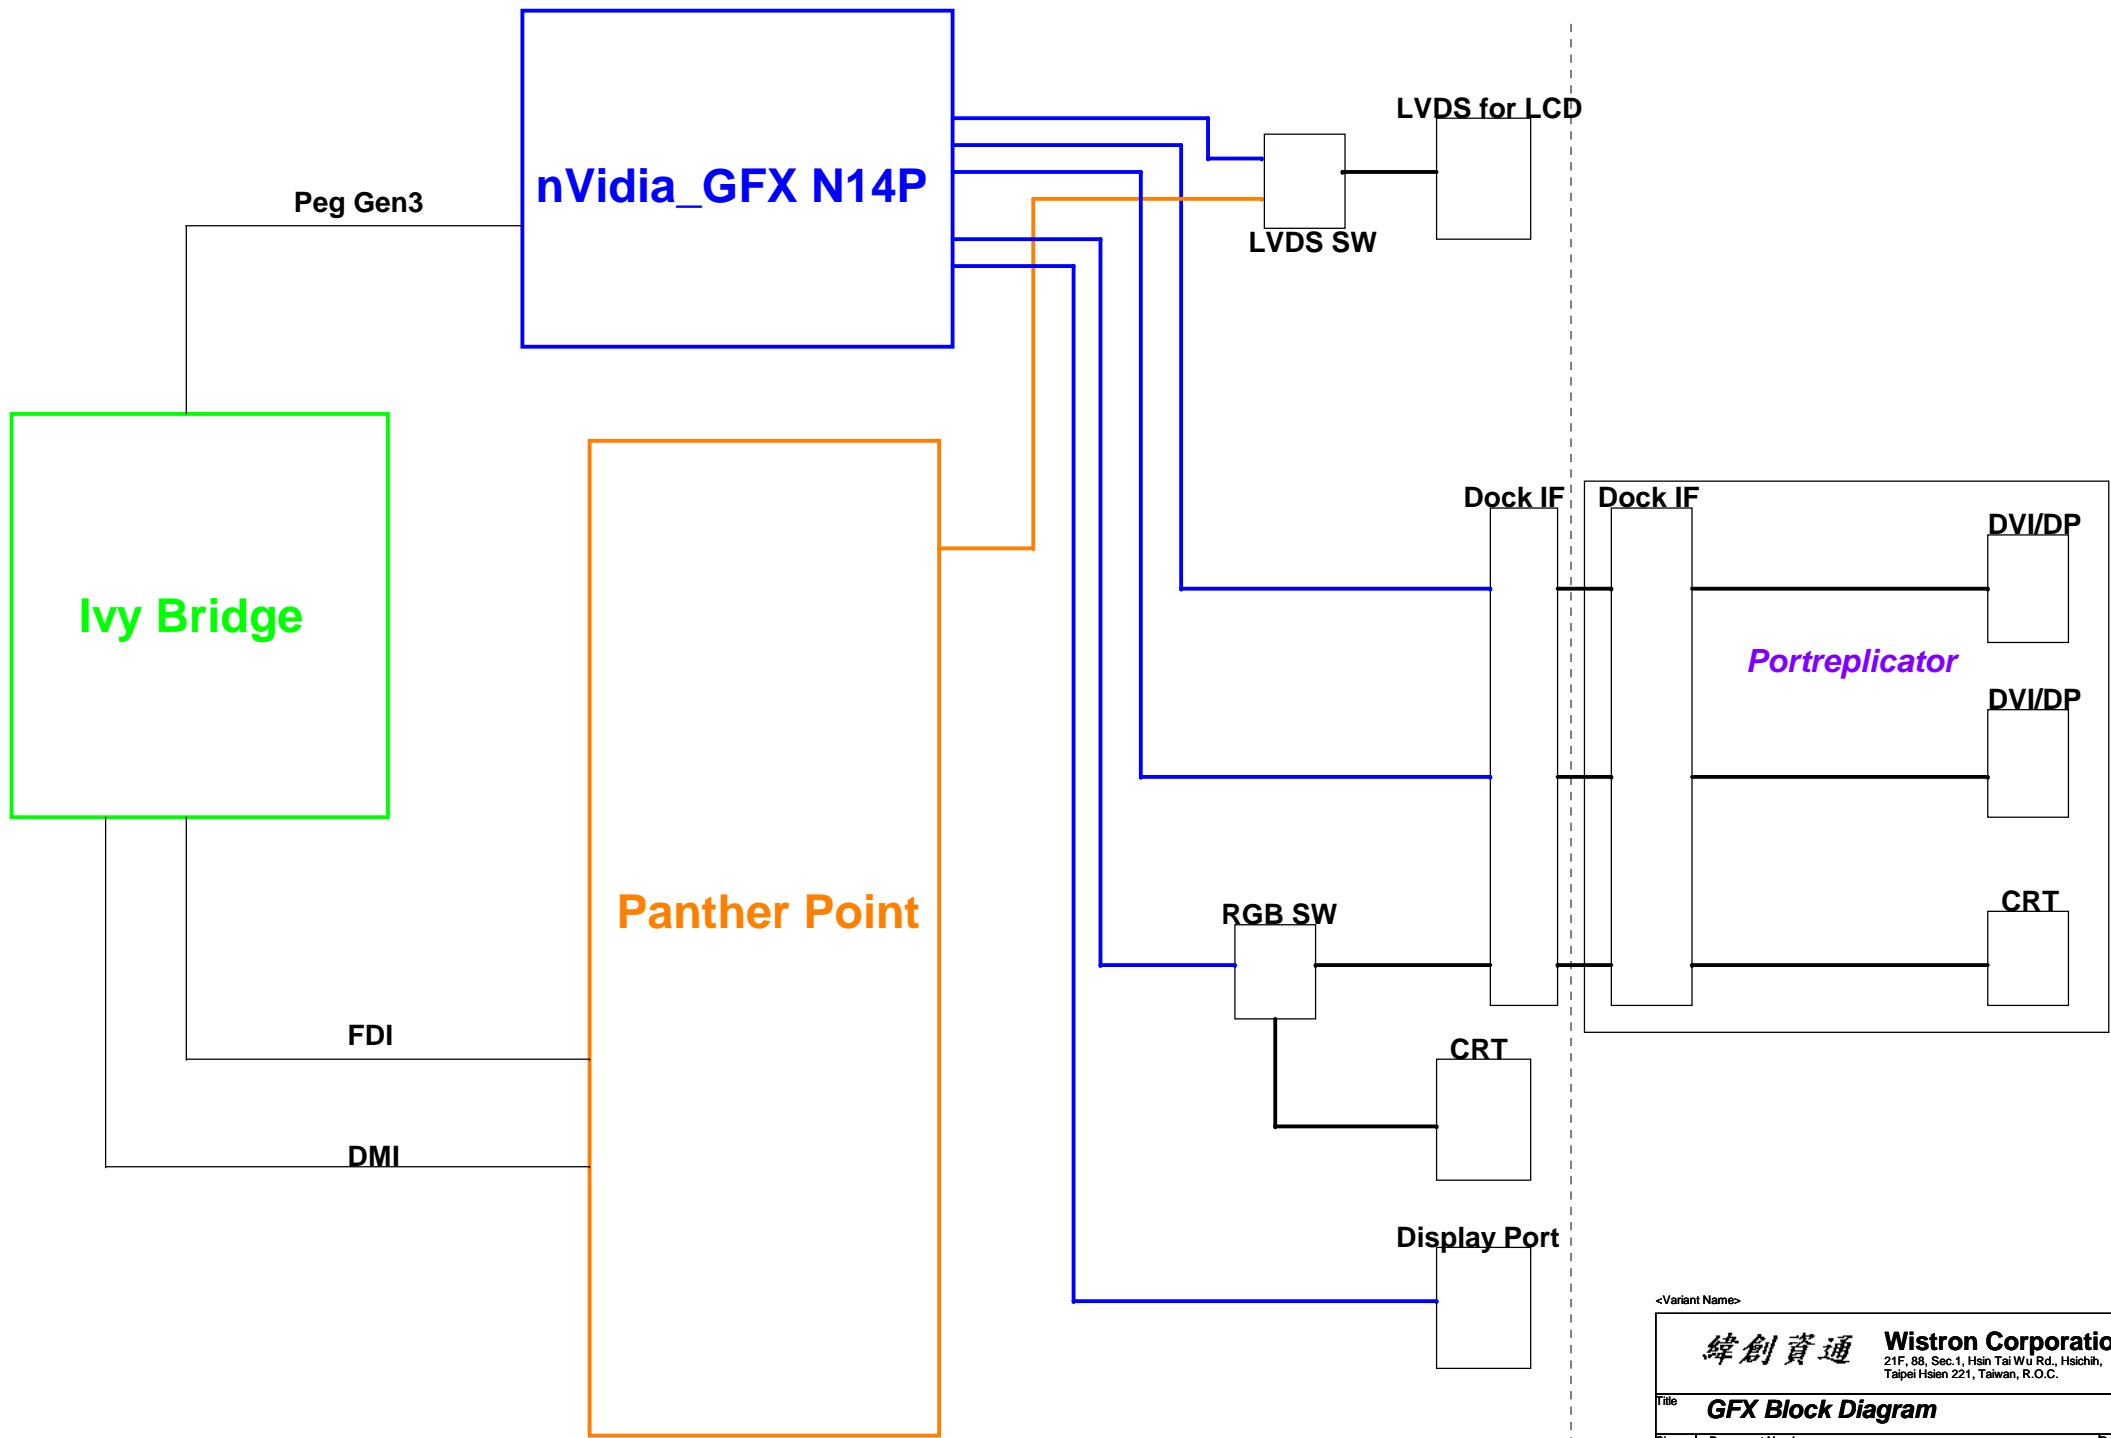 LVDS for LCD
nVidia_GFX N14P
Peg Gen3
LVDS SW
Dock IF
Dock IF
DVI/DP
Ivy Bridge
Portreplicator
DVI/DP
Panther Point
RGB SW
CRT
FDI
CRT
DMI
Display Port
<Variant Name>
緯創資通
Wistron Corporatio
21F, 88, Sec.1, Hsin Tai Wu Rd., Hsichih,
Taipei Hsien 221, Taiwan, R.O.C.
Title
GFX Block Diagram